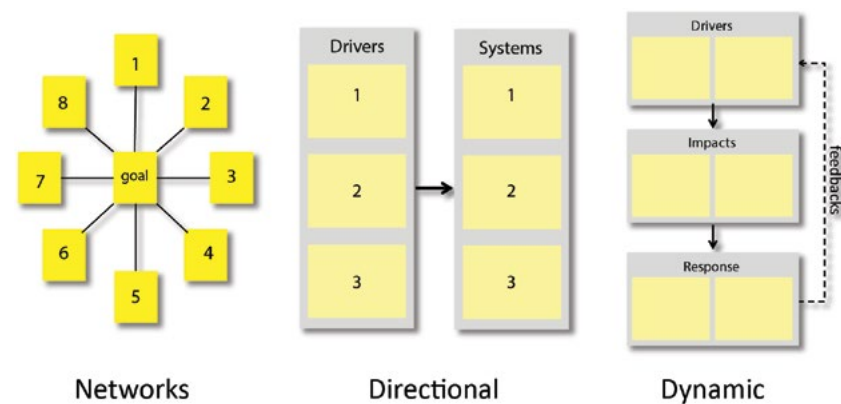 1
8
2
goal
7
3
6
4
5
Networks
Drivers
1
2
3
Systems
1
2
3
Directional
Drivers
Impacts
Response
feedbacks
Dynamic